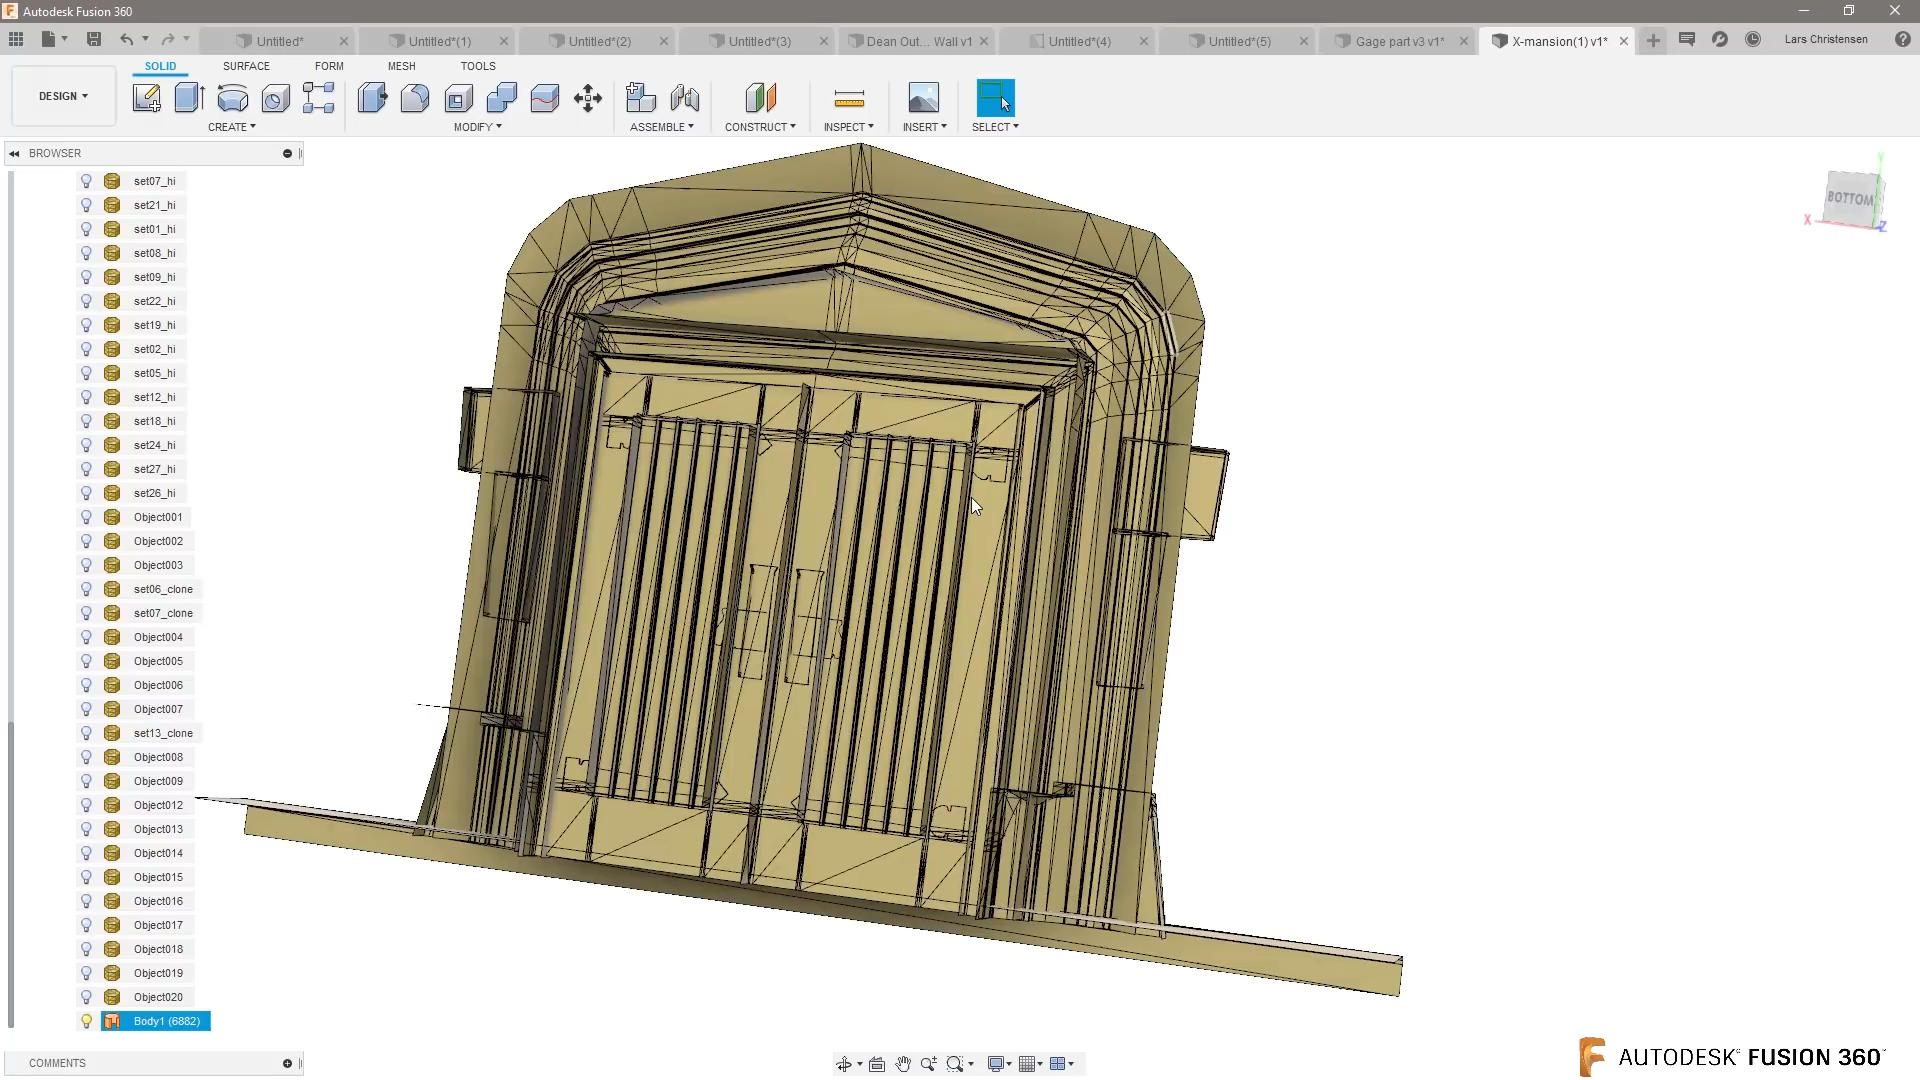 Autodesk Fusion 360
Untitled*
Untitled*(1)
Untitled*(2)
Untitled*(3)
Dean Out... Wall v1
Untitled*(4)
Untitled*(5)
Gage part v3 v1*
X-mansion(1) v1*
Lars Christensen
SOLID SURFACE FORM MESH TOOLS
DESIGN
CREATE MODIFY ASSEMBLE CONSTRUCT INSPECT INSERT SELECT
BROWSER
set07_hi
set21_hi
set01_hi
set08_hi
set09_hi
set22_hi
set19_hi
set02_hi
set05_hi
set12_hi
set18_hi
set24_hi
set27_hi
set26_hi
Object001
Object002
Object003
set06_clone
set07_clone
Object004
Object005
Object006
Object007
set13_clone
Object008
Object009
Object012
Object013
Object014
Object015
Object016
Object017
Object018
Object019
Object020
Body1 (6882)
Y
BOTTOM
X
Z
COMMENTS
AUTODESK® FUSION 360™